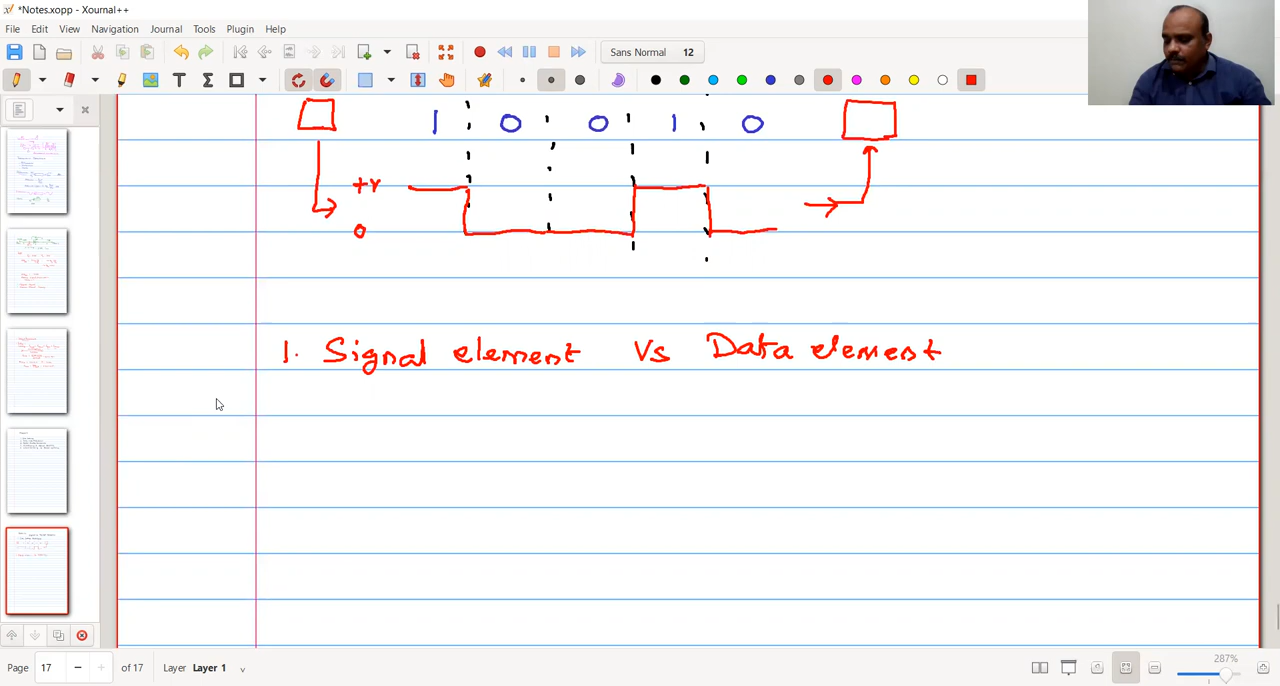 *Notes.xopp - Xournal++
File Edit View Navigation Journal Tools Plugin Help
Sans Normal 12
1 0 0 1 0
+v
0
1. Signal element Vs Data element
Page 17 of 17 Layer Layer 1 287%